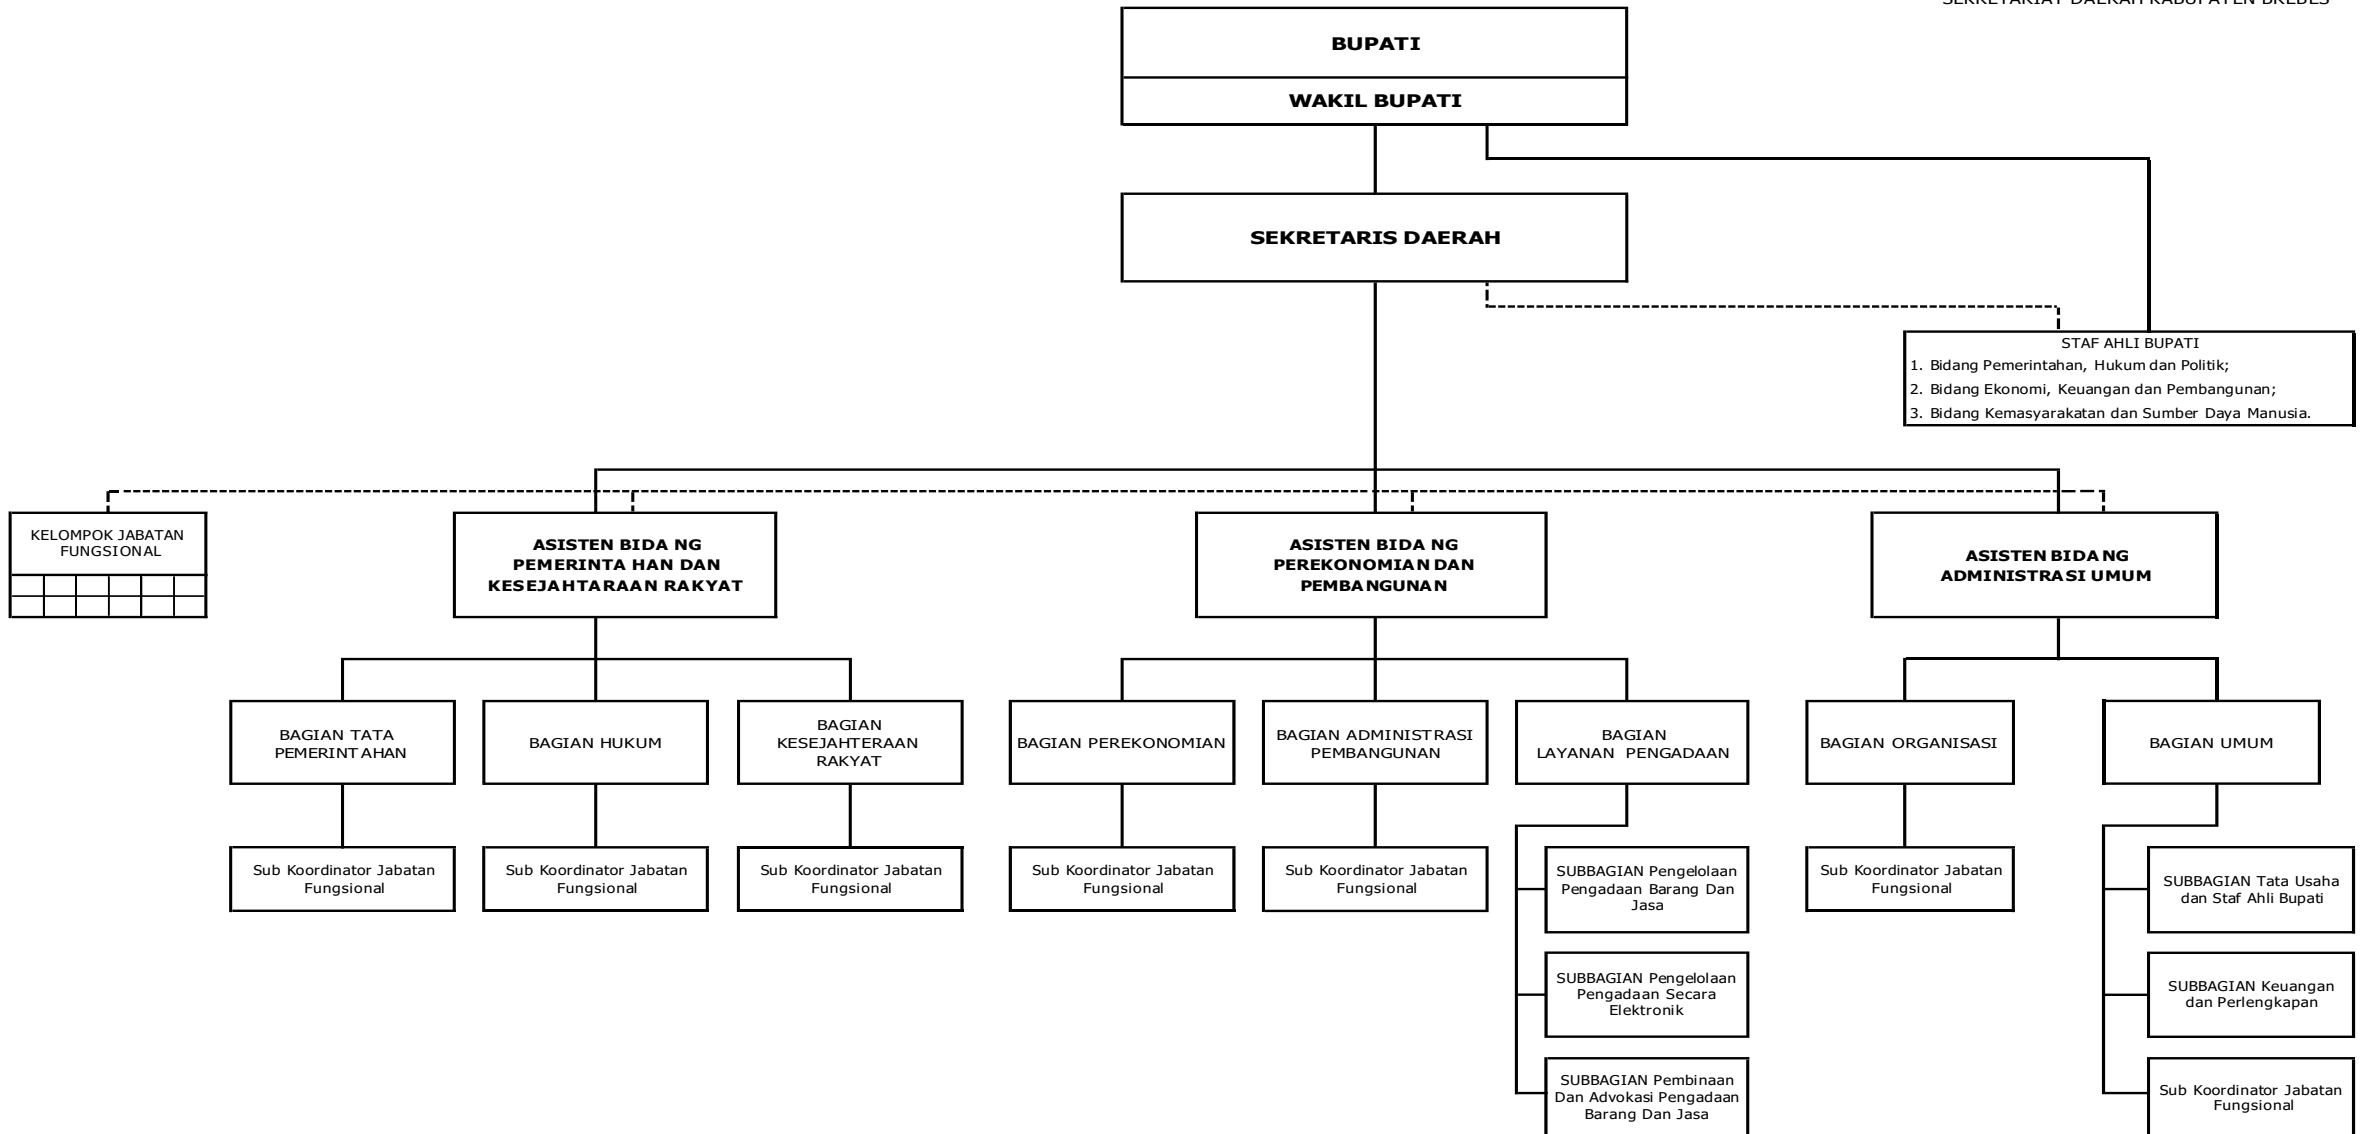 SEKRETARIAT DAERAH KABUPATEN BREBES
BUPATI
WAKIL BUPATI
SEKRETARIS DAERAH
STAF AHLI BUPATI
1. Bidang Pemerintahan, Hukum dan Politik;
2. Bidang Ekonomi, Keuangan dan Pembangunan;
3. Bidang Kemasyarakatan dan Sumber Daya Manusia.
KELOMPOK JABATAN
FUNGSIONAL
ASISTEN BIDA NG
PEMERINTA HAN DAN
KESEJAHTARAAN RAKYAT
ASISTEN BIDA NG
PEREKONOMIAN DAN
PEMBANGUNAN
ASISTEN BIDA NG
ADMINISTRASI UMUM
BAGIAN TATA
PEMERINTAHAN
BAGIAN HUKUM
BAGIAN
KESEJAHTERAAN
RAKYAT
BAGIAN PEREKONOMIAN
BAGIAN ADMINISTRASI
PEMBANGUNAN
BAGIAN
LAYANAN PENGADAAN
BAGIAN ORGANISASI
BAGIAN UMUM
Sub Koordinator Jabatan
Fungsional
Sub Koordinator Jabatan
Fungsional
Sub Koordinator Jabatan
Fungsional
Sub Koordinator Jabatan
Fungsional
Sub Koordinator Jabatan
Fungsional
SUBBAGIAN Pengelolaan
Pengadaan Barang Dan
Jasa
Sub Koordinator Jabatan
Fungsional
SUBBAGIAN Tata Usaha
dan Staf Ahli Bupati
SUBBAGIAN Pengelolaan
Pengadaan Secara
Elektronik
SUBBAGIAN Keuangan
dan Perlengkapan
SUBBAGIAN Pembinaan
Dan Advokasi Pengadaan
Barang Dan Jasa
Sub Koordinator Jabatan
Fungsional